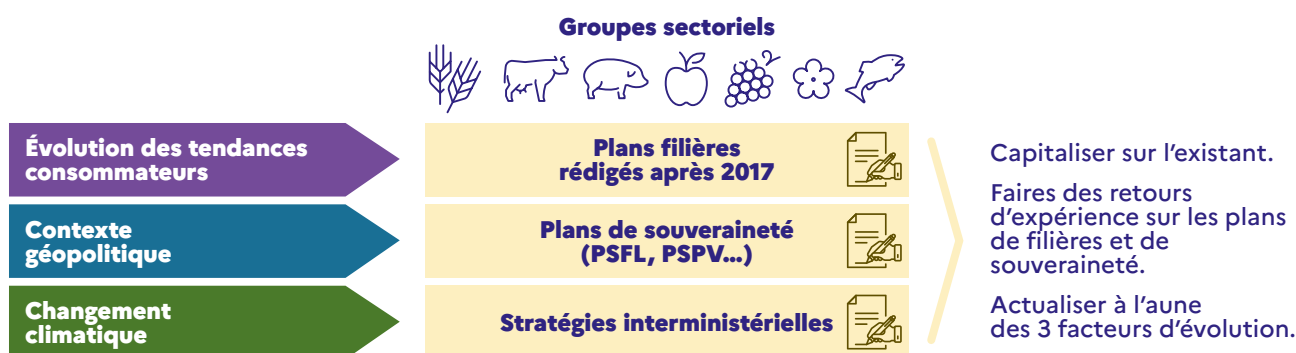 Groupes sectoriels
Évolution des tendances
consommateurs
Plans filières
rédigés après 2017
Contexte
géopolitique
Plans de souveraineté
(PSFL, PSPV...)
Changement
climatique
Stratégies interministérielles
Capitaliser sur l'existant.
Faires des retours
d'expérience sur les plans
de filières et de
souveraineté.
Actualiser à l'aune
des 3 facteurs d'évolution.